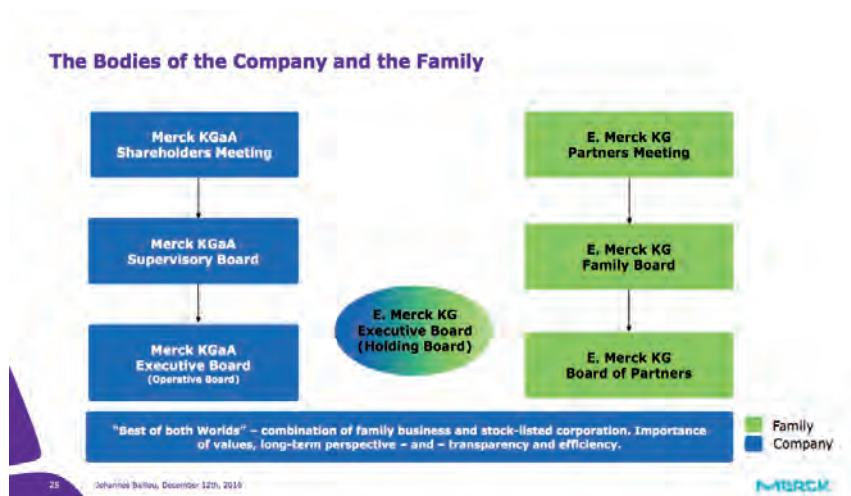 The Bodies of the Company and the Family
Merck KGaA
Shareholders Meeting
E. Merck KG
Partners Meeting
Merck KGaA
Supervisory Board
E. Merck KG
Family Board
E. Merck KG
Executive Board
(Holding Board)
Merck KGaA
Executive Board
(Operative Board)
E. Merck KG
Board of Partners
"Best of both Worlds" – combination of family business and stock-listed corporation. Importance
of values, long-term perspective – and – transparency and efficiency.
Family
Company
25
Johannes Baillou, December 12th, 2016
MERCK